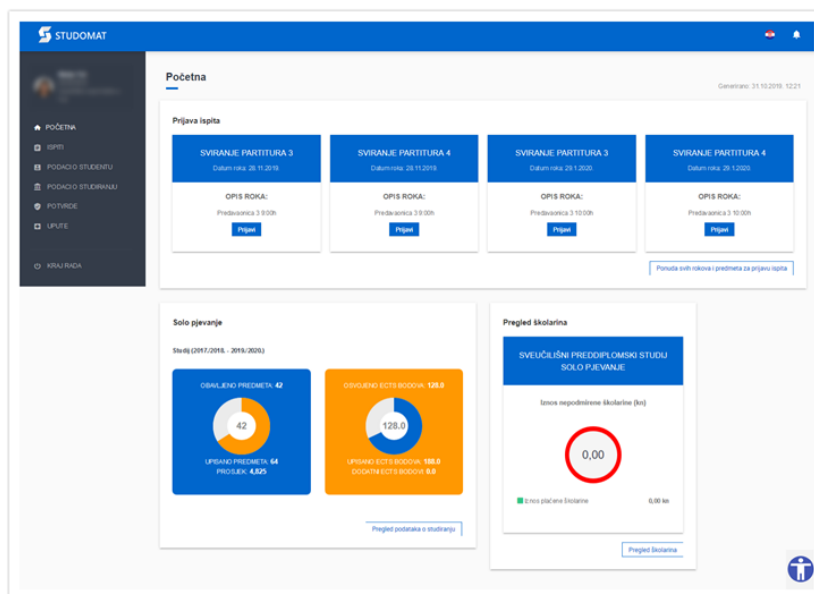 STUDOMAT
Početna
Generirano: 31.10.2019. 12:21
POČETNA
ISPITI
PODACI O STUDENTU
PODACI O STUDIRANJU
POTVRDE
UPUTE
KRAJ RADA
Prijava ispita
SVIRANJE PARTITURA 3
Datum roka: 28.11.2019.
OPIS ROKA:
Predavaonica 3 9:00h
Prijavi
SVIRANJE PARTITURA 4
Datum roka: 28.11.2019.
OPIS ROKA:
Predavaonica 3 9:00h
Prijavi
SVIRANJE PARTITURA 3
Datum roka: 29.1.2020.
OPIS ROKA:
Predavaonica 3 10:00h
Prijavi
SVIRANJE PARTITURA 4
Datum roka: 29.1.2020.
OPIS ROKA:
Predavaonica 3 10:00h
Prijavi
Ponuda svih rokova i predmeta za prijavu ispita
Solo pjevanje
Studij (2017./2018. - 2019./2020.)
OBAVLJENO PREDMETA: 42
42
UPISANO PREDMETA: 64
PROSJEK: 4,825
OSVOJENO ECTS BODOVA: 128.0
128.0
UPISANO ECTS BODOVA: 188.0
DODATNI ECTS BODOVI: 0.0
Pregled podataka o studiranju
Pregled školarina
SVEUČILIŠNI PREDDIPLOMSKI STUDIJ
SOLO PJEVANJE
Iznos nepodmirene školarine (kn)
0,00
Iznos plaćene školarine 0,00 kn
Pregled školarina